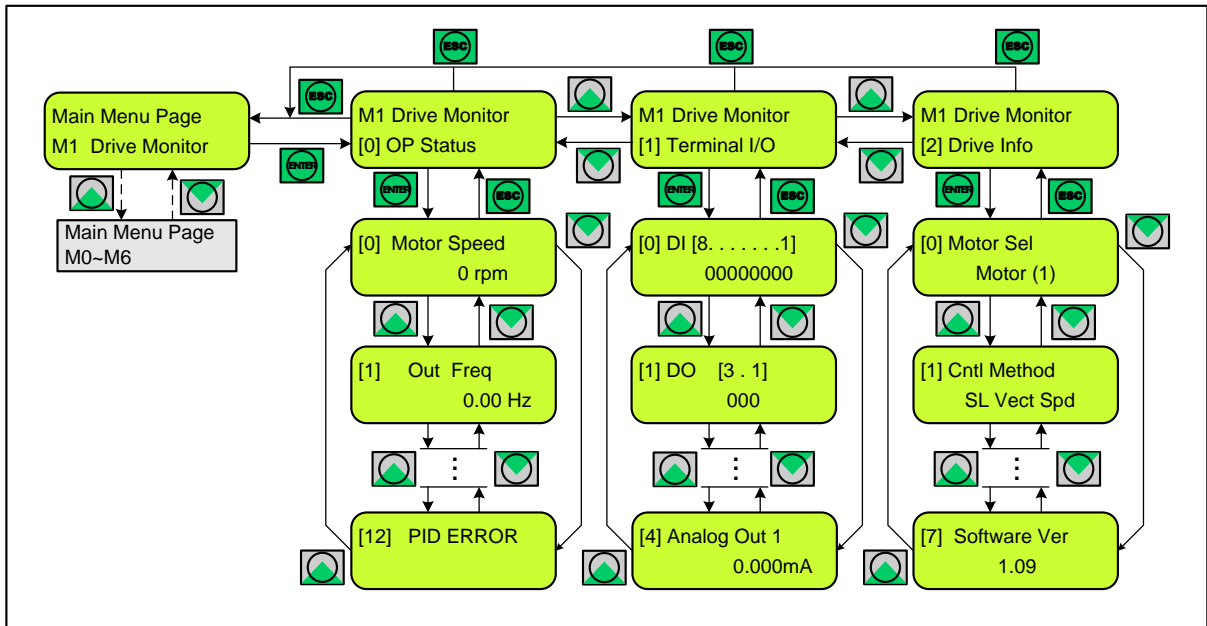 ESC
ESC
ESC
ESC
Main Menu Page
M1 Drive Monitor
ENTER
Main Menu Page
M0~M6
M1 Drive Monitor
[0] OP Status
M1 Drive Monitor
[1] Terminal I/O
M1 Drive Monitor
[2] Drive Info
ENTER
ESC
ENTER
ESC
ENTER
ESC
[0] Motor Speed
0 rpm
[0] DI [8. . . . . . .1]
00000000
[0] Motor Sel
Motor (1)
[1] Out Freq
0.00 Hz
[1] DO [3 . 1]
000
[1] Cntl Method
SL Vect Spd
⋮
⋮
⋮
[12] PID ERROR
[4] Analog Out 1
0.000mA
[7] Software Ver
1.09